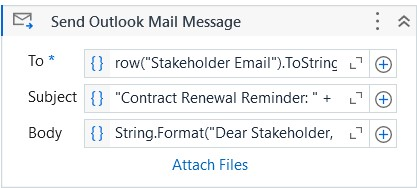 Send Outlook Mail Message
To * {} row("Stakeholder Email").ToString
Subject {} "Contract Renewal Reminder: " +
Body {} String.Format("Dear Stakeholder,
Attach Files